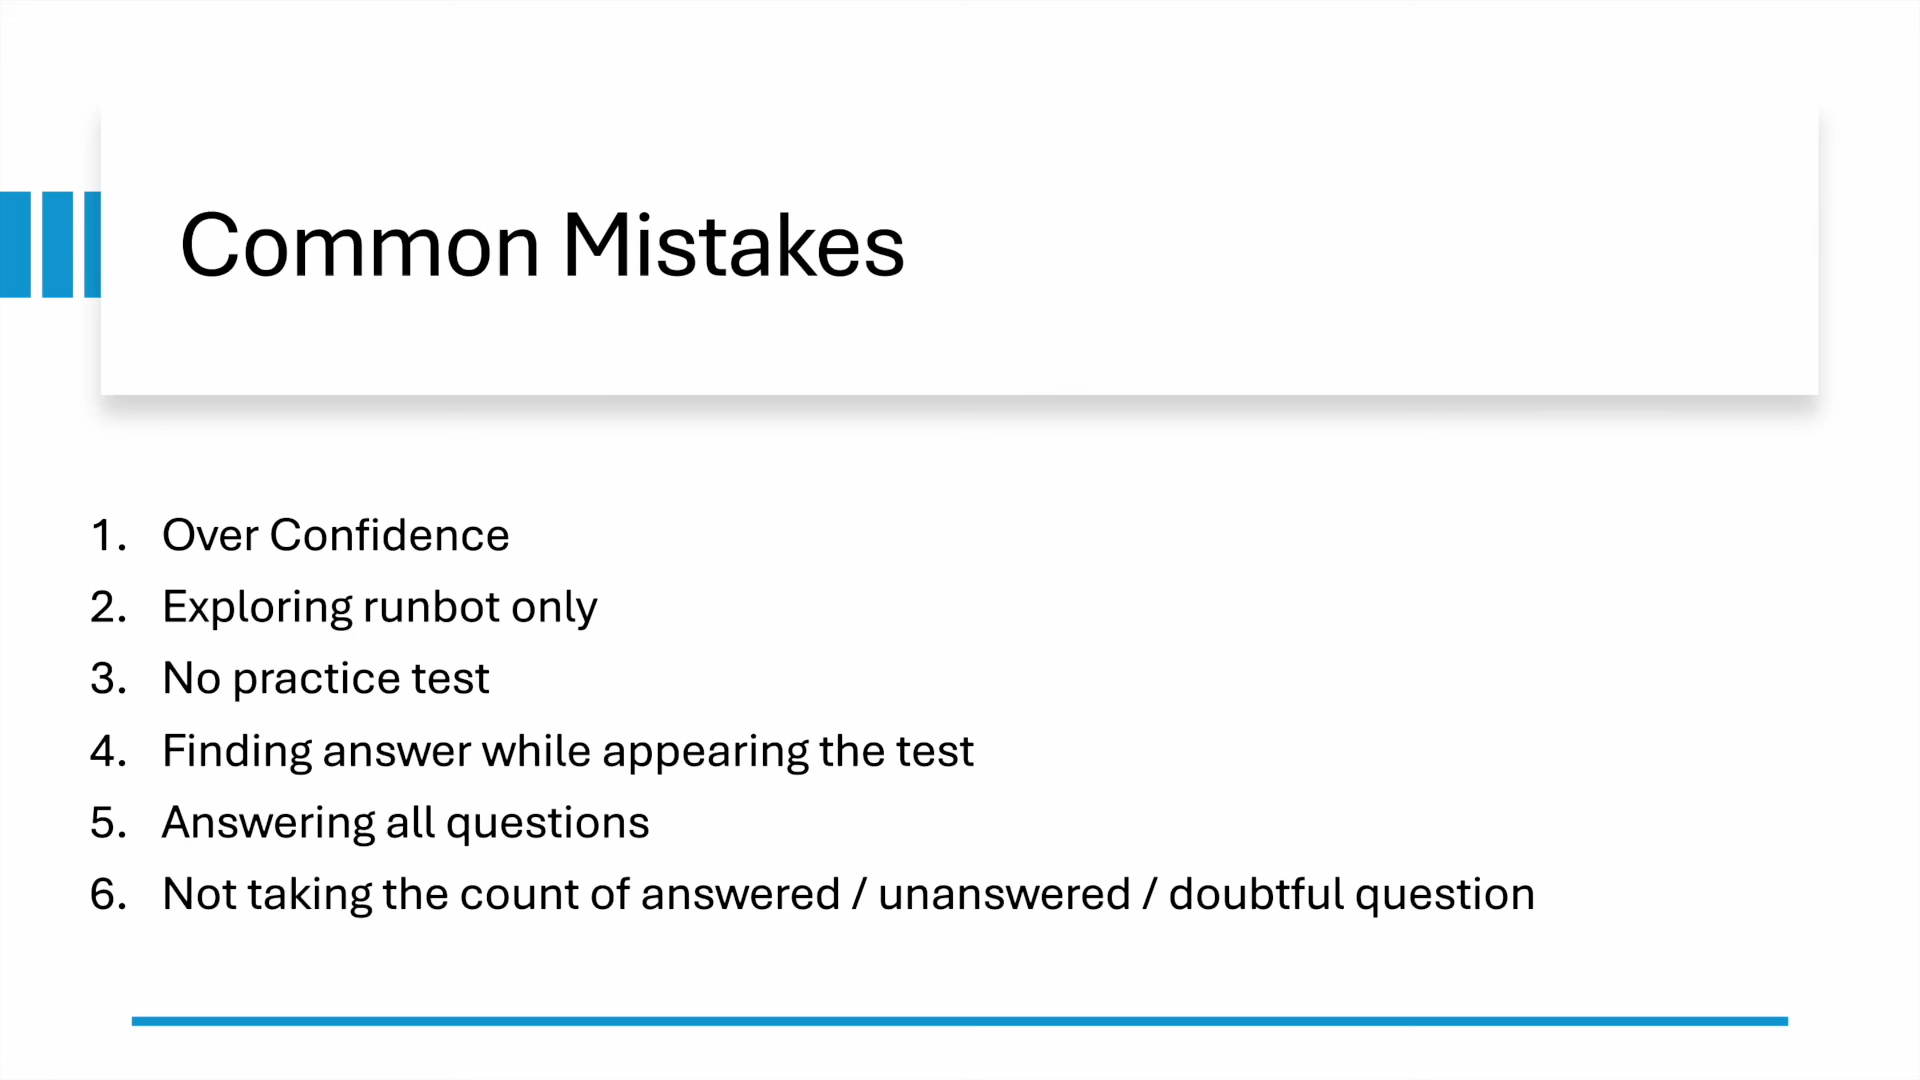 Common Mistakes
1. Over Confidence
2. Exploring runbot only
3. No practice test
4. Finding answer while appearing the test
5. Answering all questions
6. Not taking the count of answered / unanswered / doubtful question